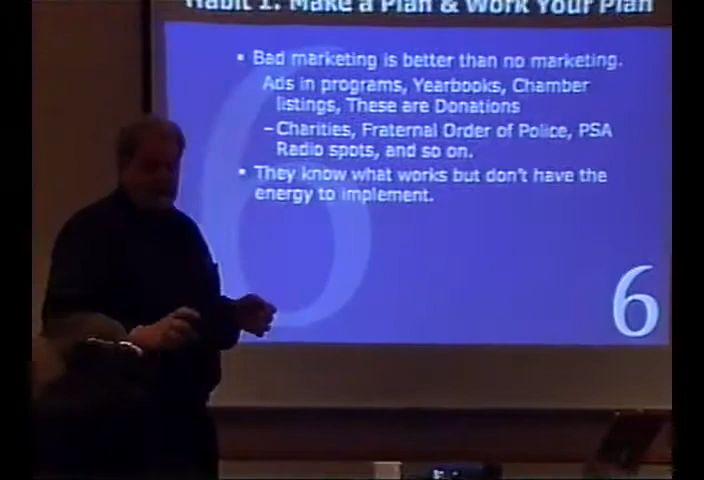 Habit 1: Make a Plan & Work Your Plan
• Bad marketing is better than no marketing.
Ads in programs, Yearbooks, Chamber
listings, These are Donations
–Charities, Fraternal Order of Police, PSA
Radio spots, and so on.
• They know what works but don't have the
energy to implement.
6
6